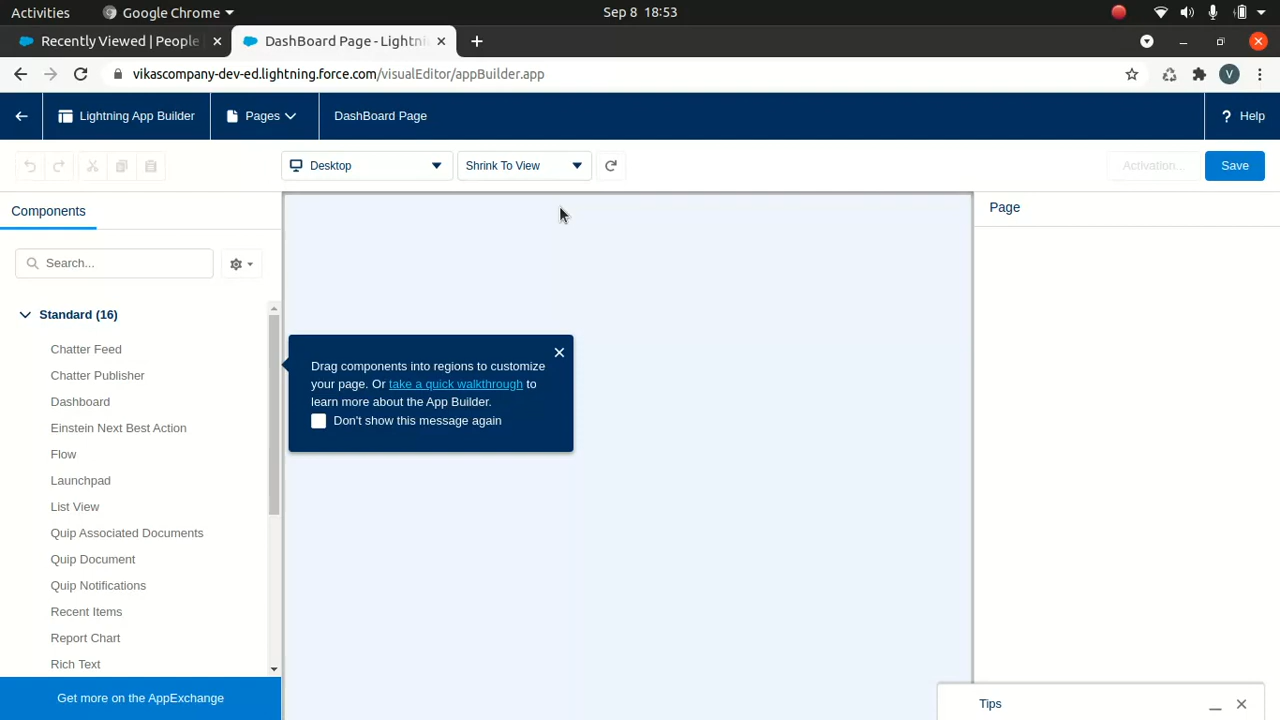 Activities
Google Chrome
Sep 8 18:53
Recently Viewed | People
DashBoard Page - Lightni
vikascompany-dev-ed.lightning.force.com/visualEditor/appBuilder.app
V
Lightning App Builder
Pages
DashBoard Page
? Help
Desktop
Shrink To View
Activation...
Save
Components
Page
Search...
Standard (16)
Chatter Feed
Chatter Publisher
Dashboard
Einstein Next Best Action
Flow
Launchpad
List View
Quip Associated Documents
Quip Document
Quip Notifications
Recent Items
Report Chart
Rich Text
Get more on the AppExchange
Drag components into regions to customize
your page. Or take a quick walkthrough to
learn more about the App Builder.
Don't show this message again
Tips